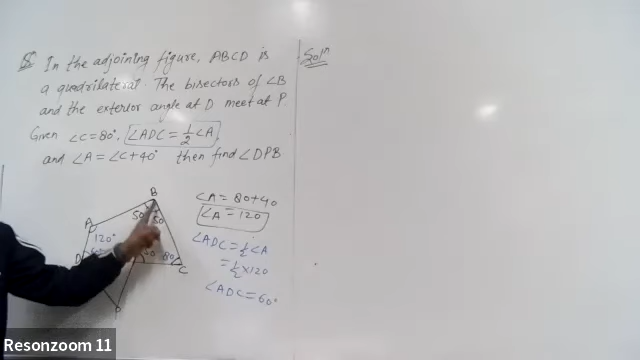 Q In the adjoining figure, ABCD is
a quadrilateral. The bisectors of ∠B
and the exterior angle at D meet at P.
Given ∠C = 80°, ∠ADC = 1/2 ∠A,
and ∠A = ∠C + 40° then find ∠DPB
Solⁿ
B
50 50
A
120°
D
80
C
P
∠A = 80 + 40
∠A = 120
∠ADC = 1/2 ∠A
= 1/2 × 120
∠ADC = 60°
Resonzoom 11